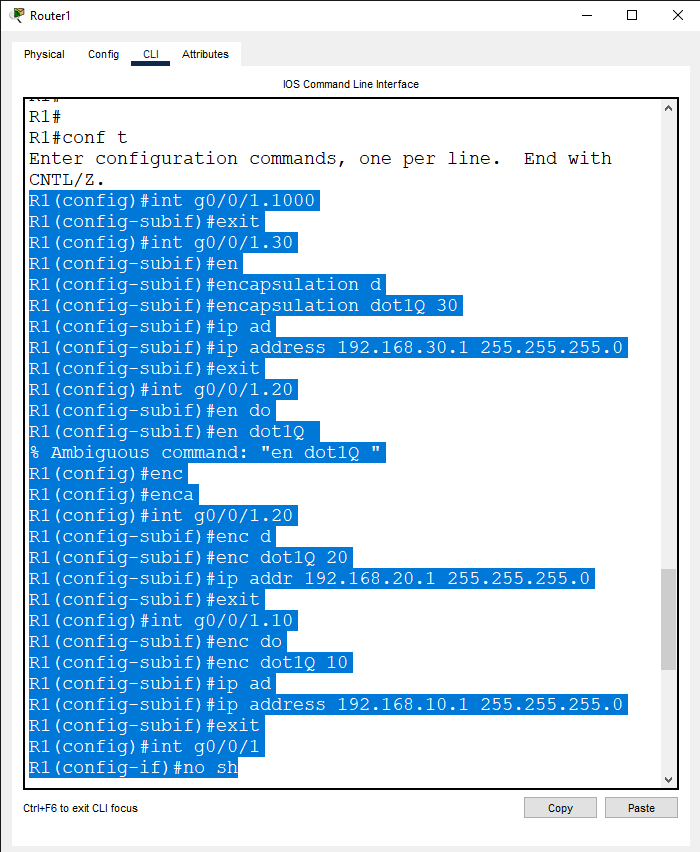 Router1
Physical Config CLI Attributes
IOS Command Line Interface
R1#
R1#
R1#conf t
Enter configuration commands, one per line.  End with
CNTL/Z.
R1(config)#int g0/0/1.1000
R1(config-subif)#exit
R1(config)#int g0/0/1.30
R1(config-subif)#en
R1(config-subif)#encapsulation d
R1(config-subif)#encapsulation dot1Q 30
R1(config-subif)#ip ad
R1(config-subif)#ip address 192.168.30.1 255.255.255.0
R1(config-subif)#exit
R1(config)#int g0/0/1.20
R1(config-subif)#en do
R1(config-subif)#en dot1Q
% Ambiguous command: "en dot1Q "
R1(config)#enc
R1(config)#enca
R1(config)#int g0/0/1.20
R1(config-subif)#enc d
R1(config-subif)#enc dot1Q 20
R1(config-subif)#ip addr 192.168.20.1 255.255.255.0
R1(config-subif)#exit
R1(config)#int g0/0/1.10
R1(config-subif)#enc do
R1(config-subif)#enc dot1Q 10
R1(config-subif)#ip ad
R1(config-subif)#ip address 192.168.10.1 255.255.255.0
R1(config-subif)#exit
R1(config)#int g0/0/1
R1(config-if)#no sh
Ctrl+F6 to exit CLI focus
Copy Paste